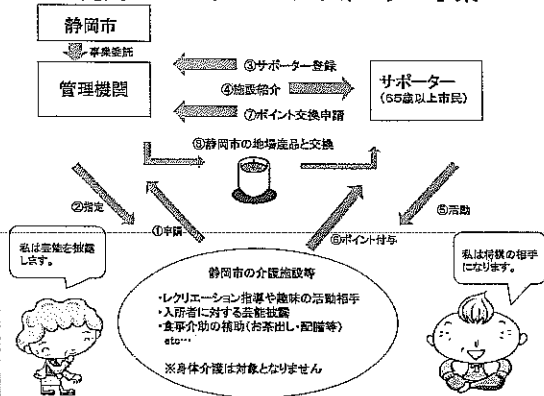 静岡市
事業委託
管理機関
③サポーター登録
④施設紹介
⑦ポイント交換申請
サポーター
(65歳以上市民)
⑧静岡市の地場産品と交換
②指定
①申請
⑥ポイント付与
⑤活動
私は芸能を披露
します。
静岡市の介護施設等
・レクリエーション指導や趣味の活動相手
・入所者に対する芸能披露
・食事介助の補助(お茶出し・配膳等)
etc…
※身体介護は対象となりません
私は将棋の相手
になります。